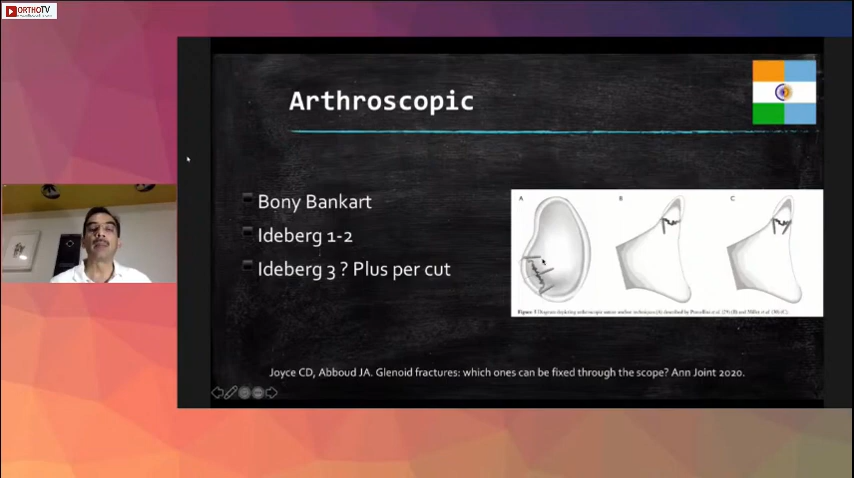 ORTHOTV
Arthroscopic
Bony Bankart
Ideberg 1-2
Ideberg 3 ? Plus per cut
A
B
C
Joyce CD, Abboud JA. Glenoid fractures: which ones can be fixed through the scope? Ann Joint 2020.